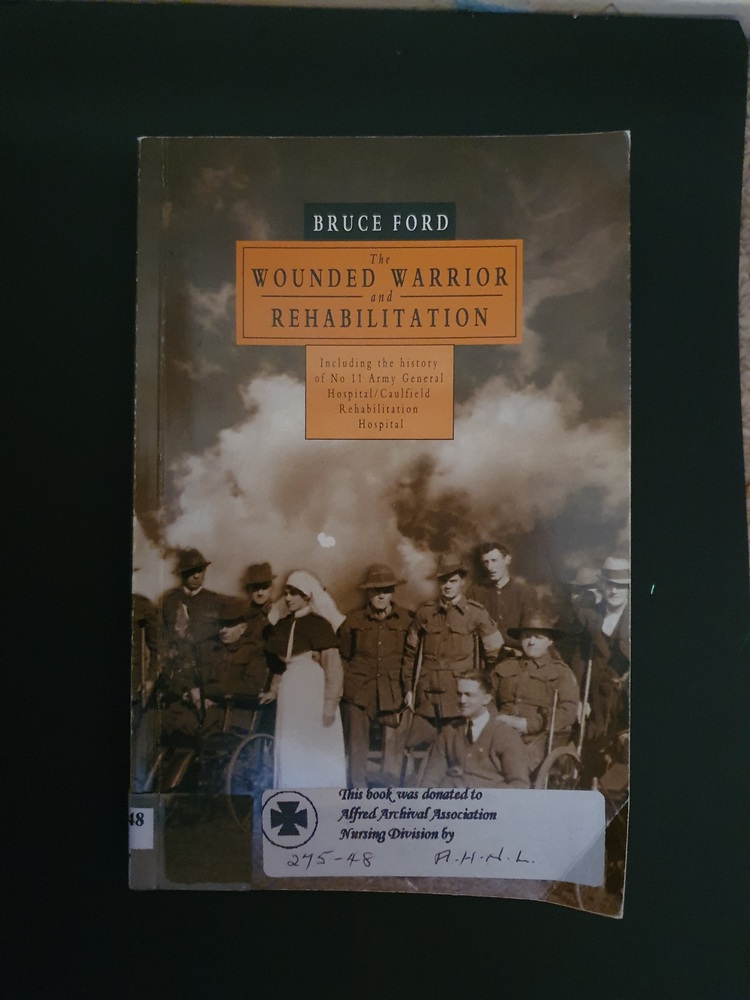 BRUCE FORD
The
WOUNDED WARRIOR
and
REHABILITATION
Including the history
of No 11 Army General
Hospital/Caulfield
Rehabilitation
Hospital
This book was donated to
Alfred Archival Association
Nursing Division by
275-48 A.H.N.L.
48